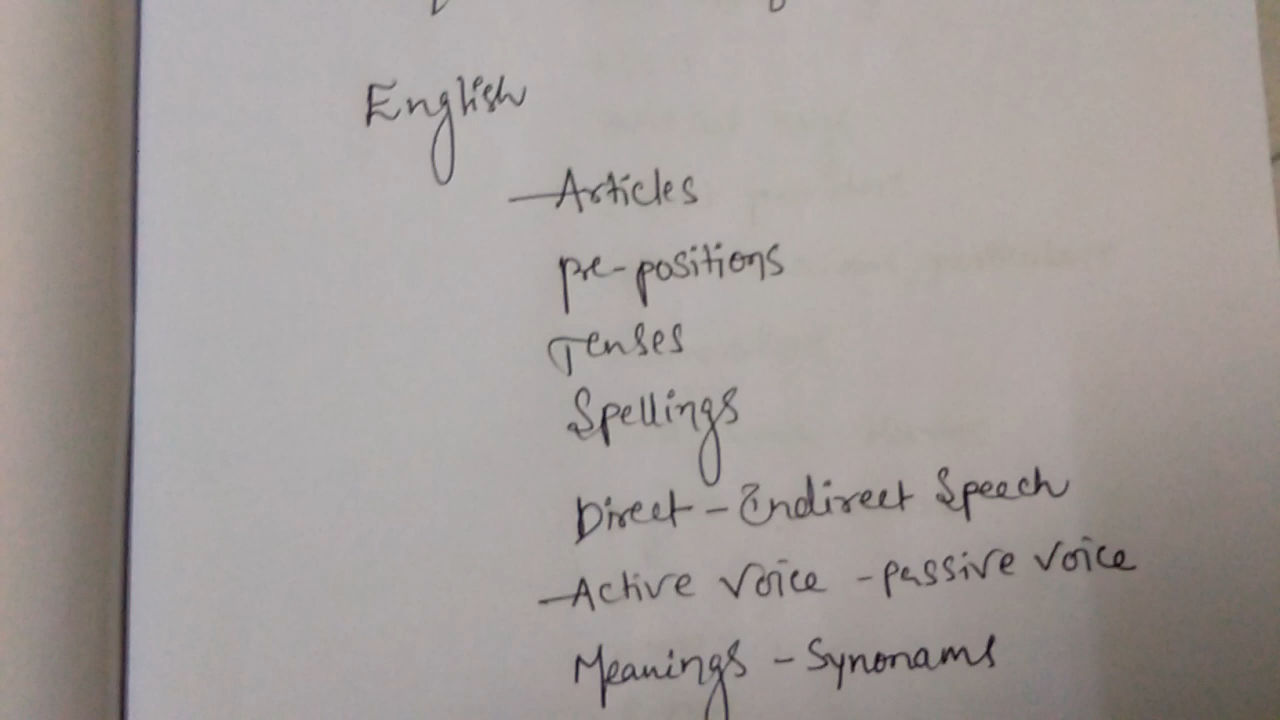 English
Articles
pre-positions
Tenses
Spellings
Direct - Indirect Speech
Active voice - passive voice
Meanings - Synonams